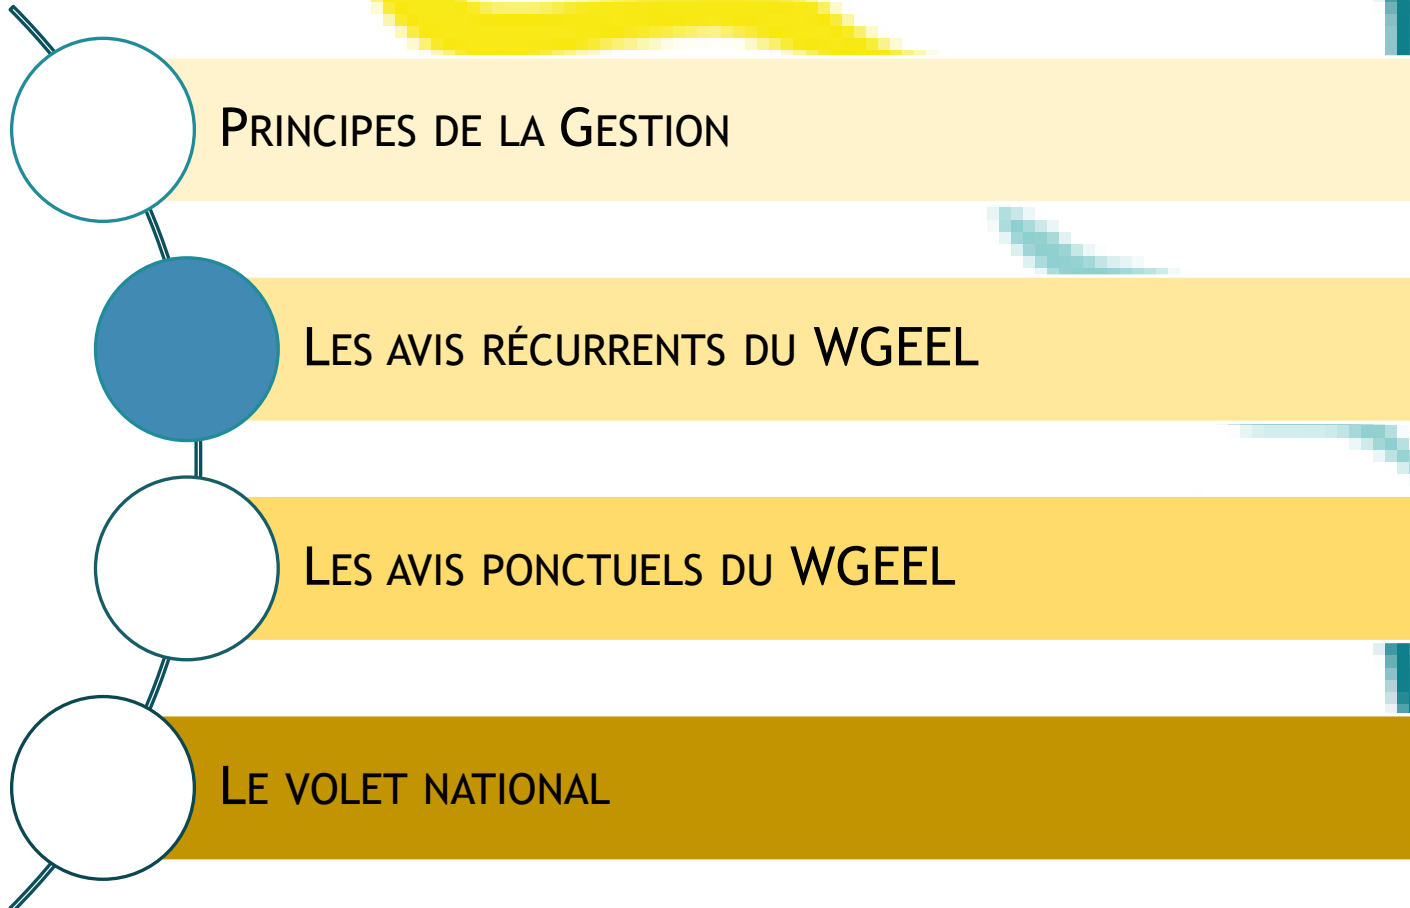 Principes de la Gestion
Les avis récurrents du WGEEL
Les avis ponctuels du WGEEL
Le volet national